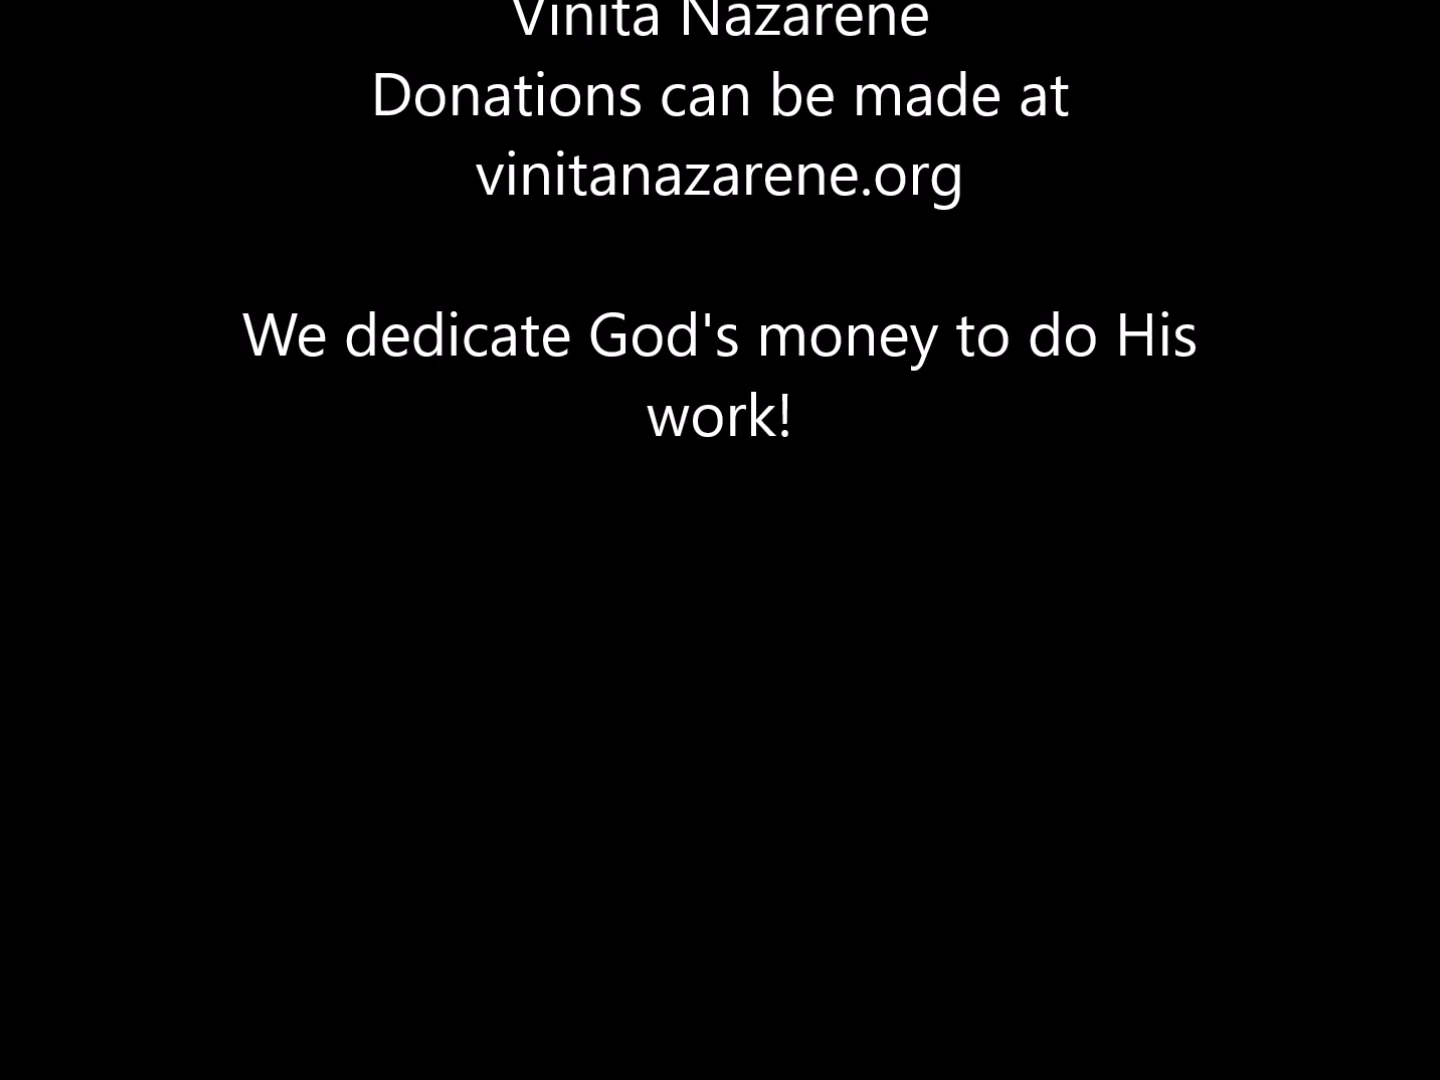 Vinita Nazarene
Donations can be made at
vinitanazarene.org
We dedicate God's money to do His
work!